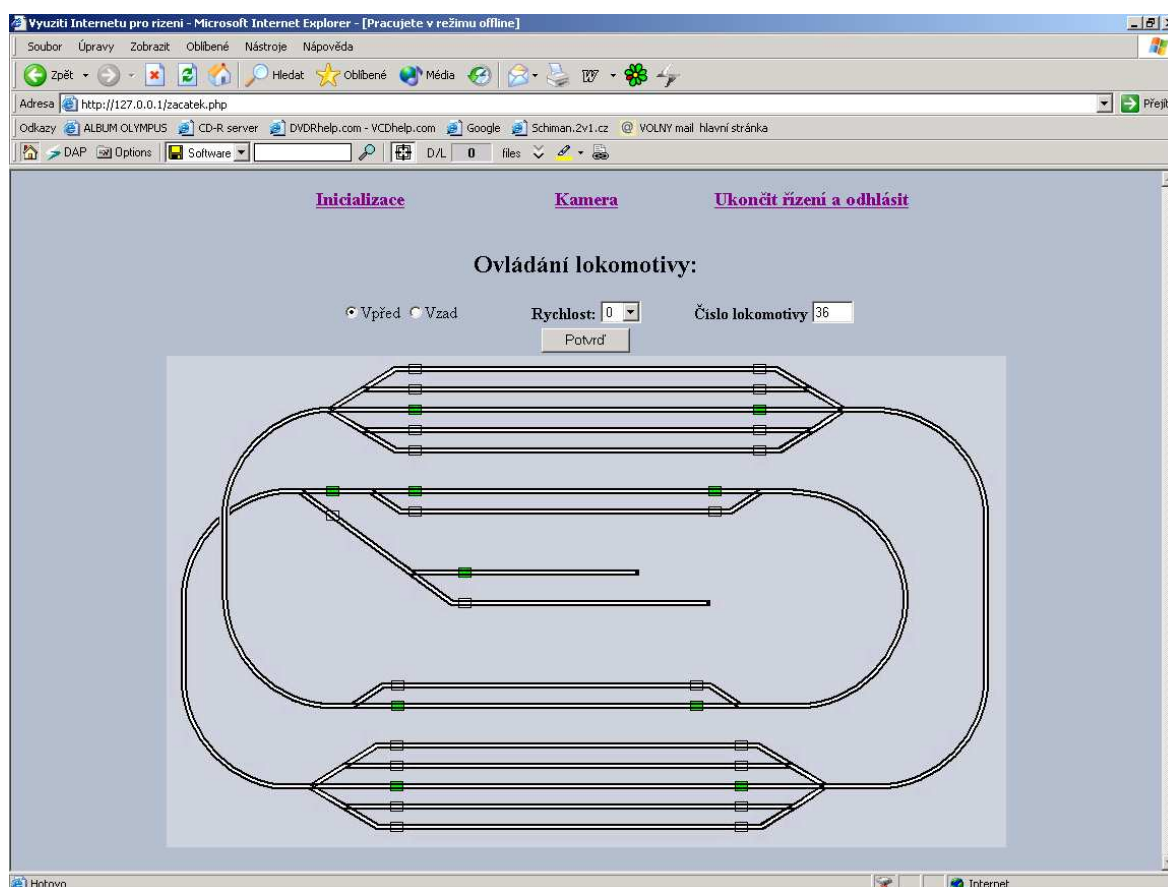 Vyuziti Internetu pro rizeni - Microsoft Internet Explorer - [Pracujete v režimu offline]
Soubor Úpravy Zobrazit Oblíbené Nástroje Nápověda
Zpět Hledat Oblíbené Média
Adresa http://127.0.0.1/zacatek.php Přejít
Odkazy ALBUM OLYMPUS CD-R server DVDRhelp.com - VCDhelp.com Google Schiman.2v1.cz VOLNY mail hlavní stránka
DAP Options Software D/L 0 files
Inicializace Kamera Ukončit řízení a odhlásit
Ovládání lokomotivy:
Vpřed Vzad Rychlost: 0 Číslo lokomotivy 36
Potvrď
Hotovo Internet